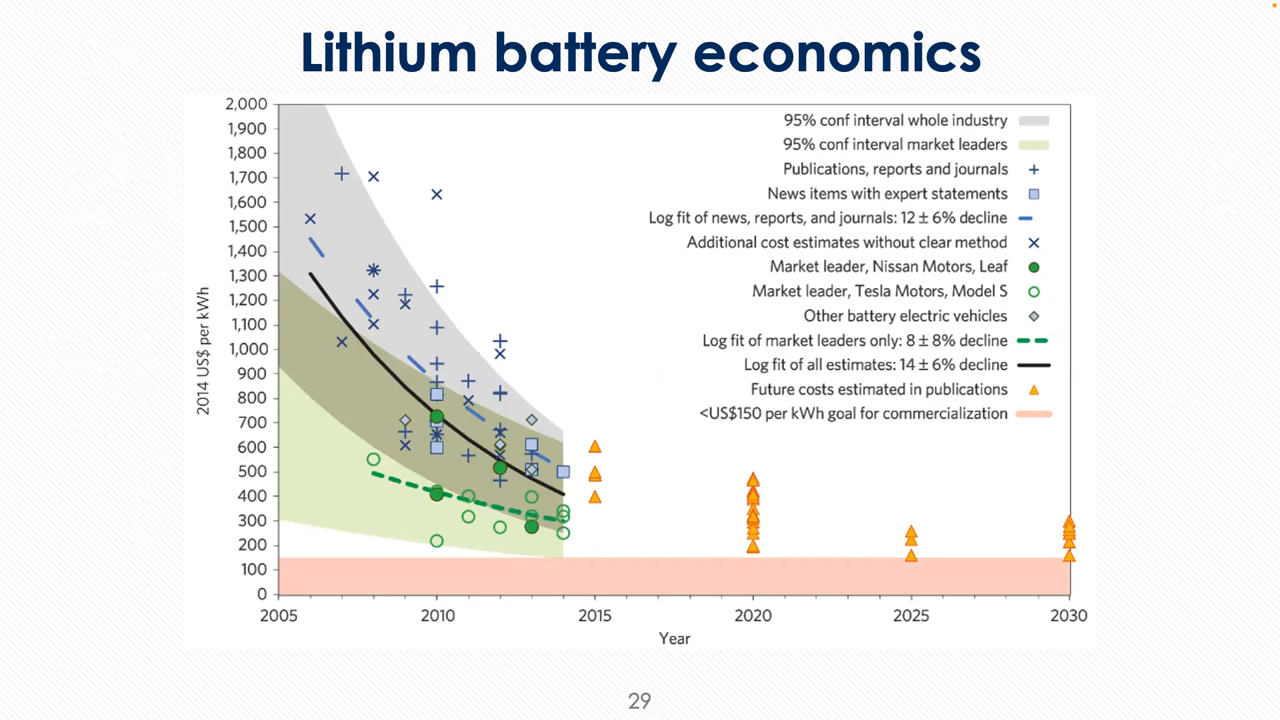 Lithium battery economics
2,000
1,900
1,800
1,700
1,600
1,500
1,400
1,300
1,200
1,100
1,000
900
800
700
600
500
400
300
200
100
0
2014 US$ per kWh
95% conf interval whole industry
95% conf interval market leaders
Publications, reports and journals
News items with expert statements
Log fit of news, reports, and journals: 12 ± 6% decline
Additional cost estimates without clear method
Market leader, Nissan Motors, Leaf
Market leader, Tesla Motors, Model S
Other battery electric vehicles
Log fit of market leaders only: 8 ± 8% decline
Log fit of all estimates: 14 ± 6% decline
Future costs estimated in publications
<US$150 per kWh goal for commercialization
2005 2010 2015 2020 2025 2030
Year
29